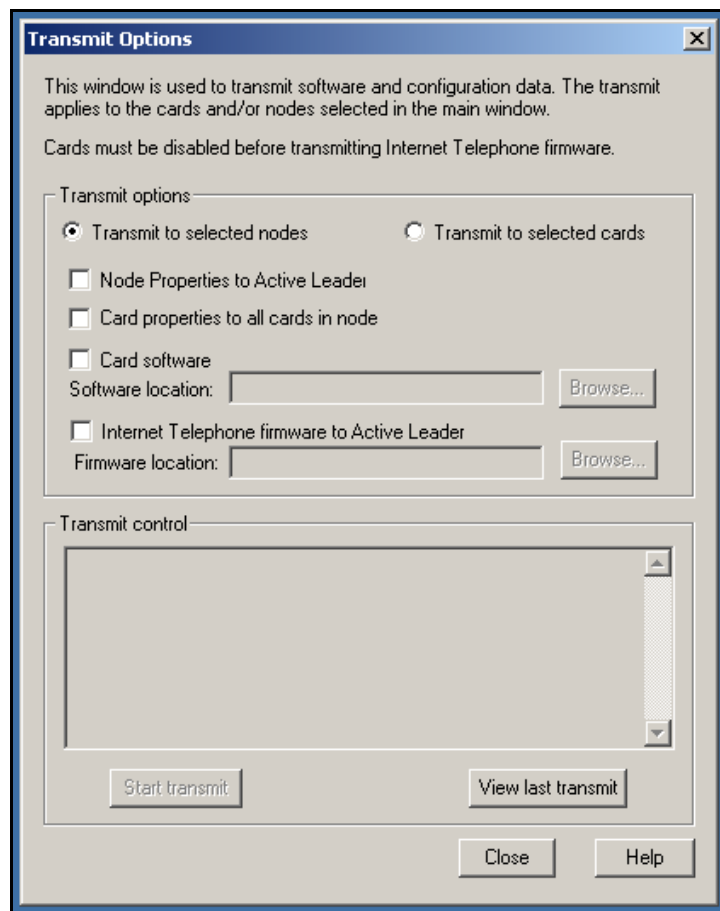 Transmit Options
This window is used to transmit software and configuration data. The transmit
applies to the cards and/or nodes selected in the main window.
Cards must be disabled before transmitting Internet Telephone firmware.
Transmit options
Transmit to selected nodes
Transmit to selected cards
Node Properties to Active Leader
Card properties to all cards in node
Card software
Software location:
Browse...
Internet Telephone firmware to Active Leader
Firmware location:
Browse...
Transmit control
Start transmit
View last transmit
Close
Help